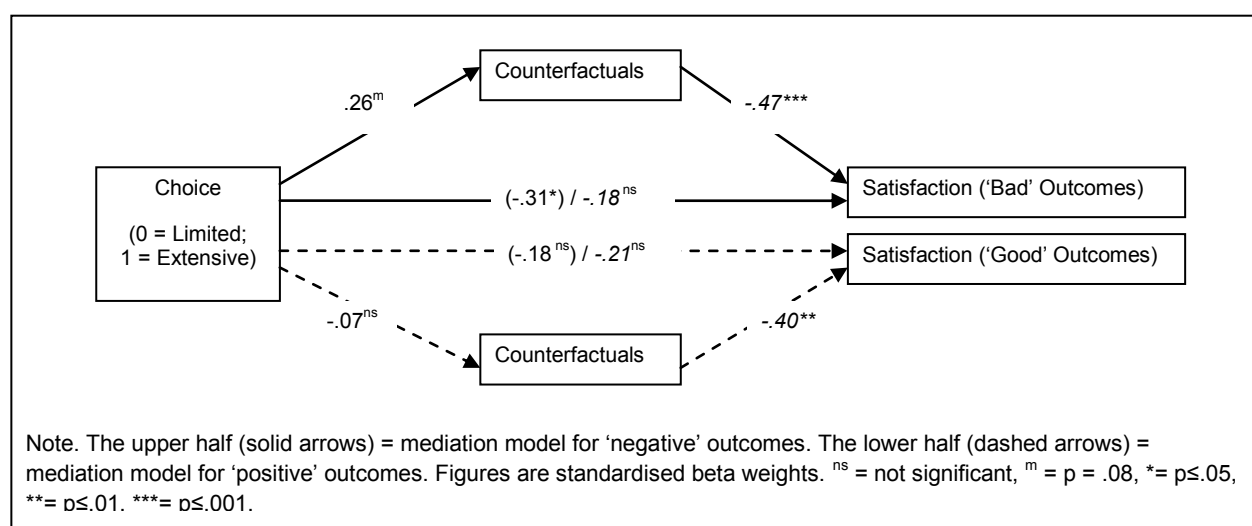 Counterfactuals
.26ᵐ
-.47***
Choice
(0 = Limited;
1 = Extensive)
(-.31*) / -.18ⁿˢ
Satisfaction (‘Bad’ Outcomes)
(-.18 ⁿˢ) / -.21ⁿˢ
Satisfaction (‘Good’ Outcomes)
-.07ⁿˢ
-.40**
Counterfactuals
Note. The upper half (solid arrows) = mediation model for ‘negative’ outcomes. The lower half (dashed arrows) =
mediation model for ‘positive’ outcomes. Figures are standardised beta weights. ⁿˢ = not significant, ᵐ = p = .08, *= p≤.05,
**= p≤.01, ***= p≤.001.